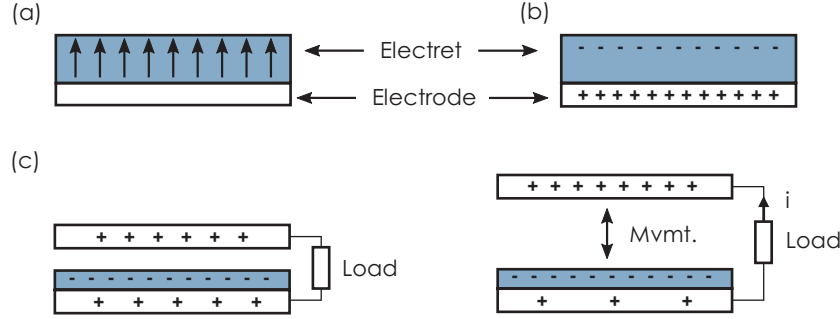 (a)
(b)
Electret
Electrode
- - - - - - - - - - -
+ + + + + + + + + + + +
(c)
+ + + + + +
- - - - - - - - - - -
+ + + + +
Load
+ + + + + + + +
i
Mvmt.
Load
- - - - - - - - - - -
+ + +